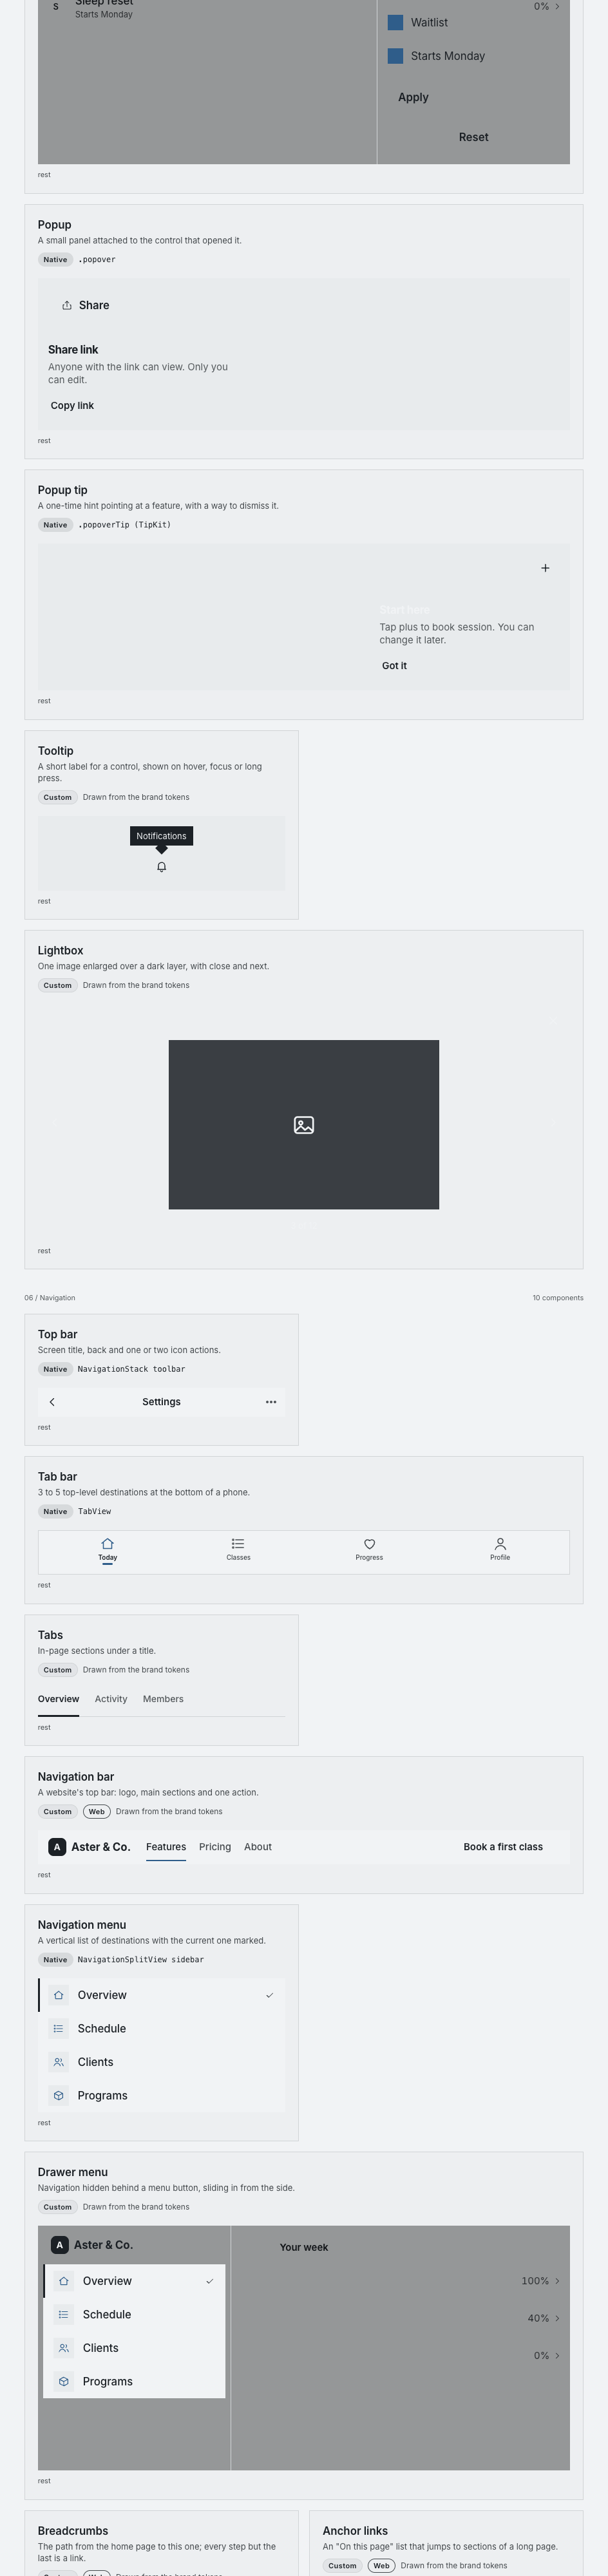 Sleep reset
S
Starts Monday
0%
Waitlist
Starts Monday
Apply
Reset
rest
Popup
A small panel attached to the control that opened it.
Native .popover
Share
Share link
Anyone with the link can view. Only you
can edit.
Copy link
rest
Popup tip
A one-time hint pointing at a feature, with a way to dismiss it.
Native .popoverTip (TipKit)
Start here
Tap plus to book session. You can
change it later.
Got it
rest
Tooltip
A short label for a control, shown on hover, focus or long
press.
Custom Drawn from the brand tokens
Notifications
rest
Lightbox
One image enlarged over a dark layer, with close and next.
Custom Drawn from the brand tokens
rest
06 / Navigation 10 components
Top bar
Screen title, back and one or two icon actions.
Native NavigationStack toolbar
Settings
rest
Tab bar
3 to 5 top-level destinations at the bottom of a phone.
Native TabView
Today Classes Progress Profile
rest
Tabs
In-page sections under a title.
Custom Drawn from the brand tokens
Overview Activity Members
rest
Navigation bar
A website's top bar: logo, main sections and one action.
Custom Web Drawn from the brand tokens
A Aster & Co. Features Pricing About Book a first class
rest
Navigation menu
A vertical list of destinations with the current one marked.
Native NavigationSplitView sidebar
Overview
Schedule
Clients
Programs
rest
Drawer menu
Navigation hidden behind a menu button, sliding in from the side.
Custom Drawn from the brand tokens
A Aster & Co.
Overview
Schedule
Clients
Programs
Your week
100%
40%
0%
rest
Breadcrumbs
The path from the home page to this one; every step but the
last is a link.
Anchor links
An "On this page" list that jumps to sections of a long page.
Custom Web Drawn from the brand tokens